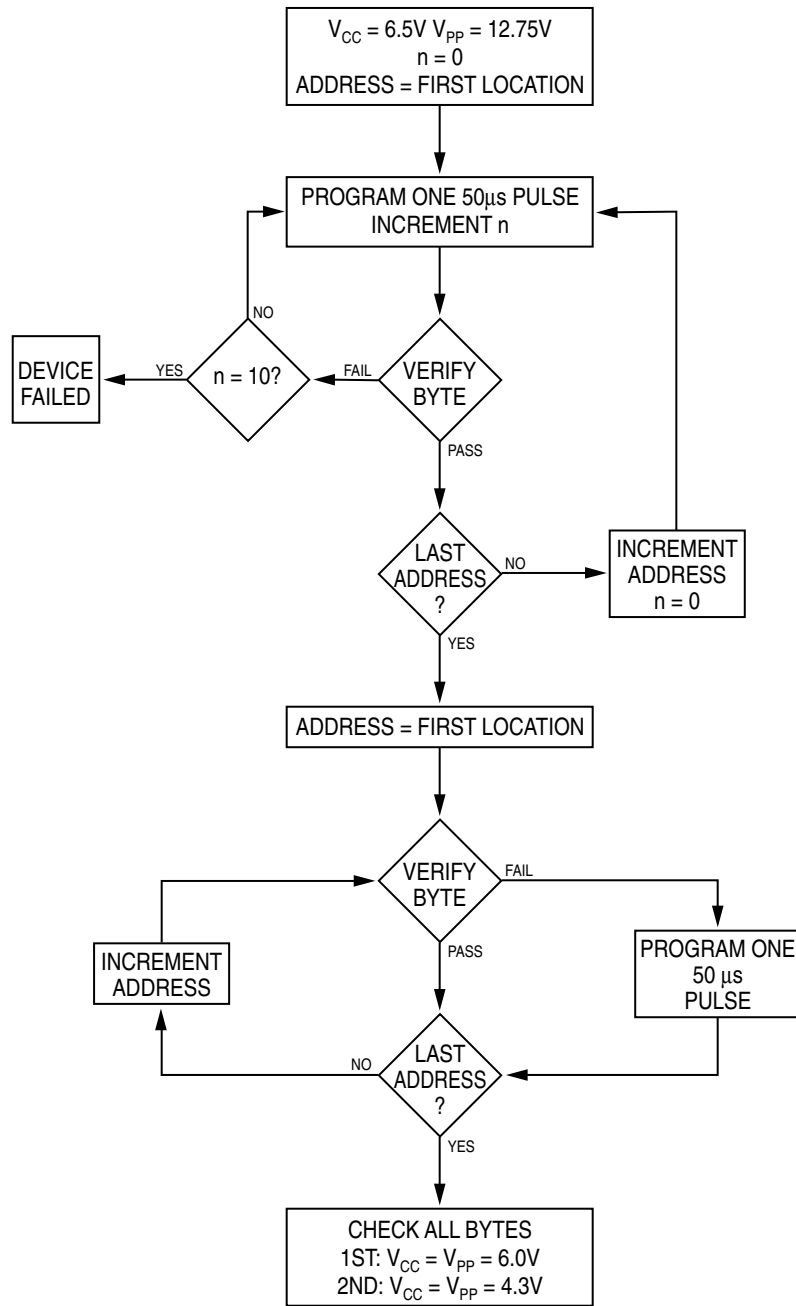 V_CC = 6.5V V_PP = 12.75V
n = 0
ADDRESS = FIRST LOCATION
PROGRAM ONE 50μs PULSE
INCREMENT n
NO
DEVICE
FAILED
YES
n = 10?
FAIL
VERIFY
BYTE
PASS
LAST
ADDRESS
?
NO
INCREMENT
ADDRESS
n = 0
YES
ADDRESS = FIRST LOCATION
VERIFY
BYTE
FAIL
PASS
INCREMENT
ADDRESS
PROGRAM ONE
50 μs
PULSE
NO
LAST
ADDRESS
?
YES
CHECK ALL BYTES
1ST: V_CC = V_PP = 6.0V
2ND: V_CC = V_PP = 4.3V